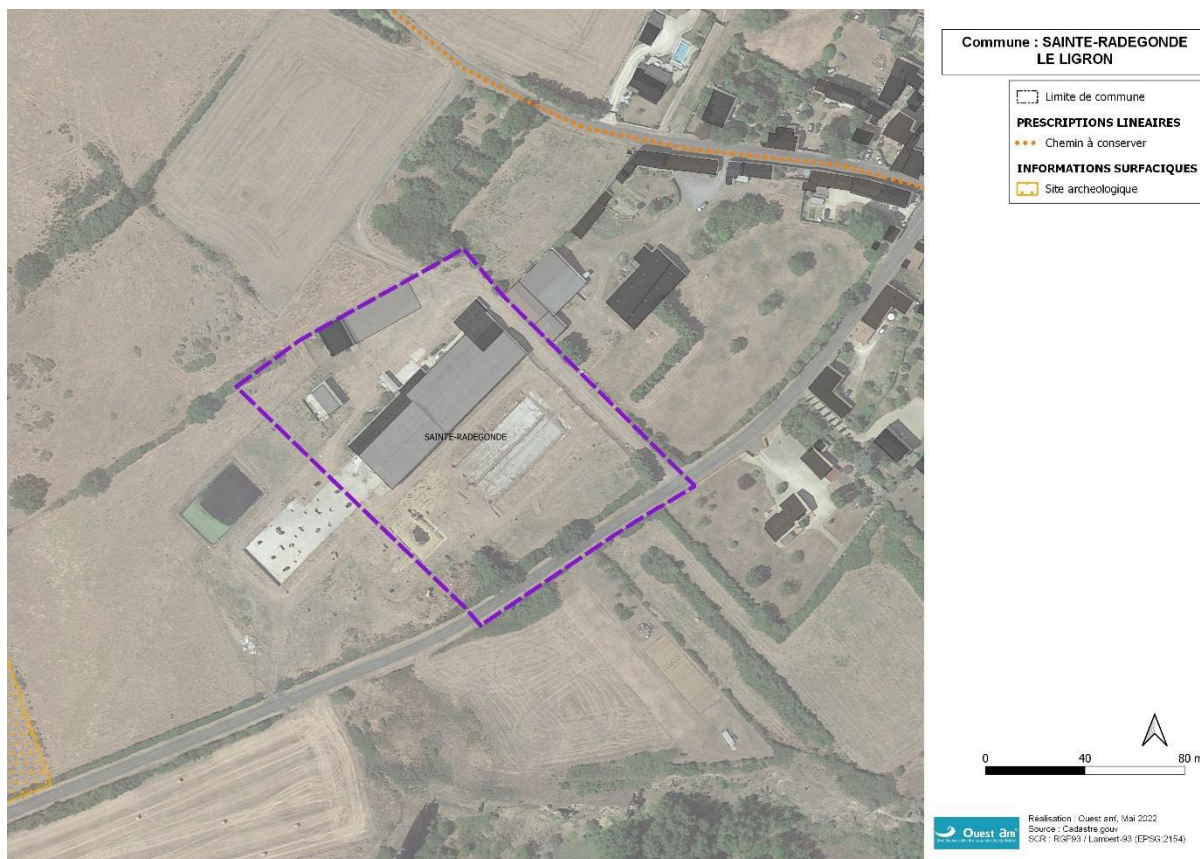 Commune : SAINTE-RADEGONDE
LE LIGRON
Limite de commune
PRESCRIPTIONS LINEAIRES
Chemin à conserver
INFORMATIONS SURFACIQUES
Site archeologique
SAINTE-RADEGONDE
0 40 80 m
Ouest am'
Réalisation : Ouest am', Mai 2022
Source : Cadastre.gouv
SCR : RGF93 / Lambert-93 (EPSG:2154)